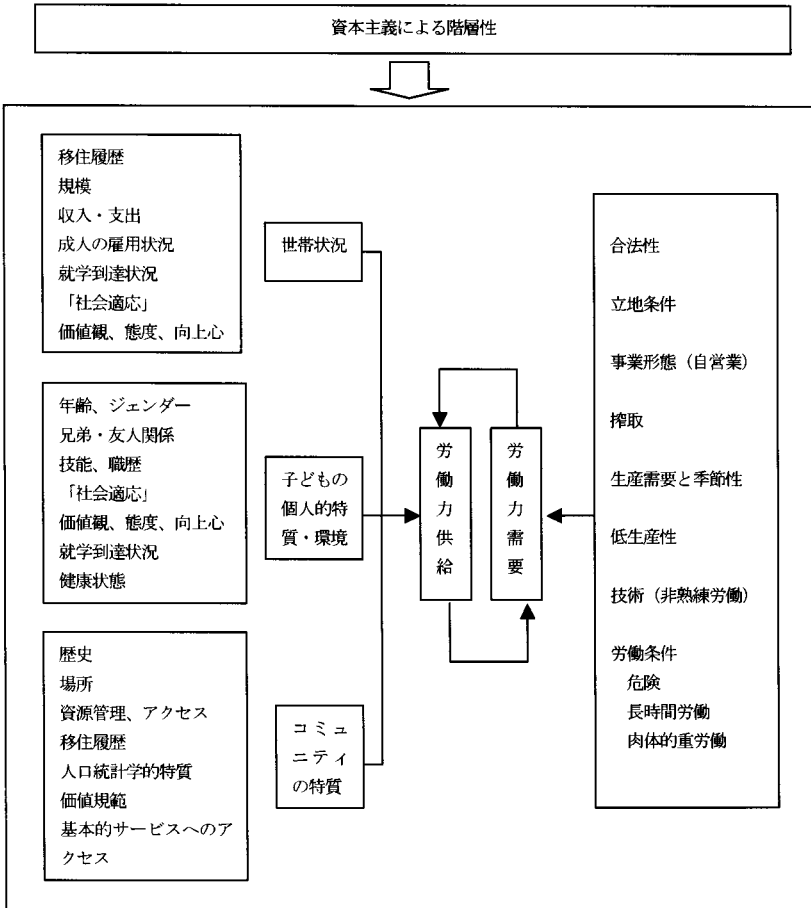 資本主義による階層性
移住履歴
規模
収入・支出
成人の雇用状況
就学到達状況
「社会適応」
価値観、態度、向上心
世帯状況
年齢、ジェンダー
兄弟・友人関係
技能、職歴
「社会適応」
価値観、態度、向上心
就学到達状況
健康状態
子どもの
個人的特
質・環境
歴史
場所
資源管理、アクセス
移住履歴
人口統計学的特質
価値規範
基本的サービスへのア
クセス
コミュ
ニティ
の特質
労働力供給
労働力需要
合法性
立地条件
事業形態（自営業）
搾取
生産需要と季節性
低生産性
技術（非熟練労働）
労働条件
危険
長時間労働
肉体的重労働